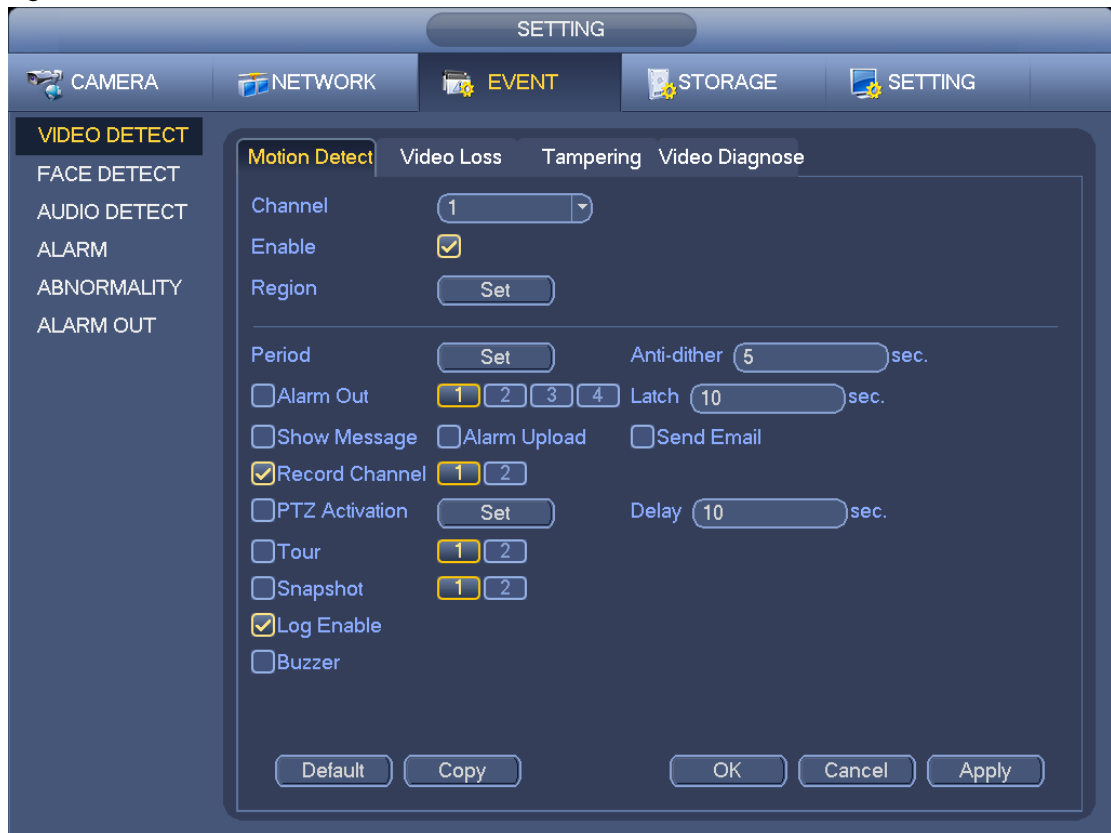 SETTING
CAMERA NETWORK EVENT STORAGE SETTING
VIDEO DETECT
FACE DETECT
AUDIO DETECT
ALARM
ABNORMALITY
ALARM OUT
Motion Detect Video Loss Tampering Video Diagnose
Channel 1
Enable
Region Set
Period Set Anti-dither 5 sec.
Alarm Out 1 2 3 4 Latch 10 sec.
Show Message Alarm Upload Send Email
Record Channel 1 2
PTZ Activation Set Delay 10 sec.
Tour 1 2
Snapshot 1 2
Log Enable
Buzzer
Default Copy OK Cancel Apply